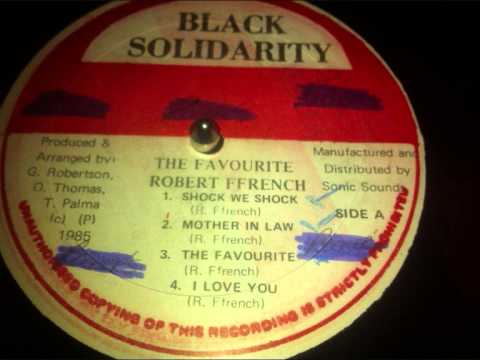 BLACK
SOLIDARITY
Produced &
Arranged by:
G. Robertson,
O. Thomas,
T. Palma
(c) (P)
1985
THE FAVOURITE
ROBERT FFRENCH
1. SHOCK WE SHOCK
(R. Ffrench)
2. MOTHER IN LAW
(R. Ffrench)
3. THE FAVOURITE
(R. Ffrench)
4. I LOVE YOU
(R. Ffrench)
Manufactured and
Distributed by
Sonic Sounds
SIDE A
UNAUTHORISED COPYING OF THIS RECORDING IS STRICTLY PROHIBITED